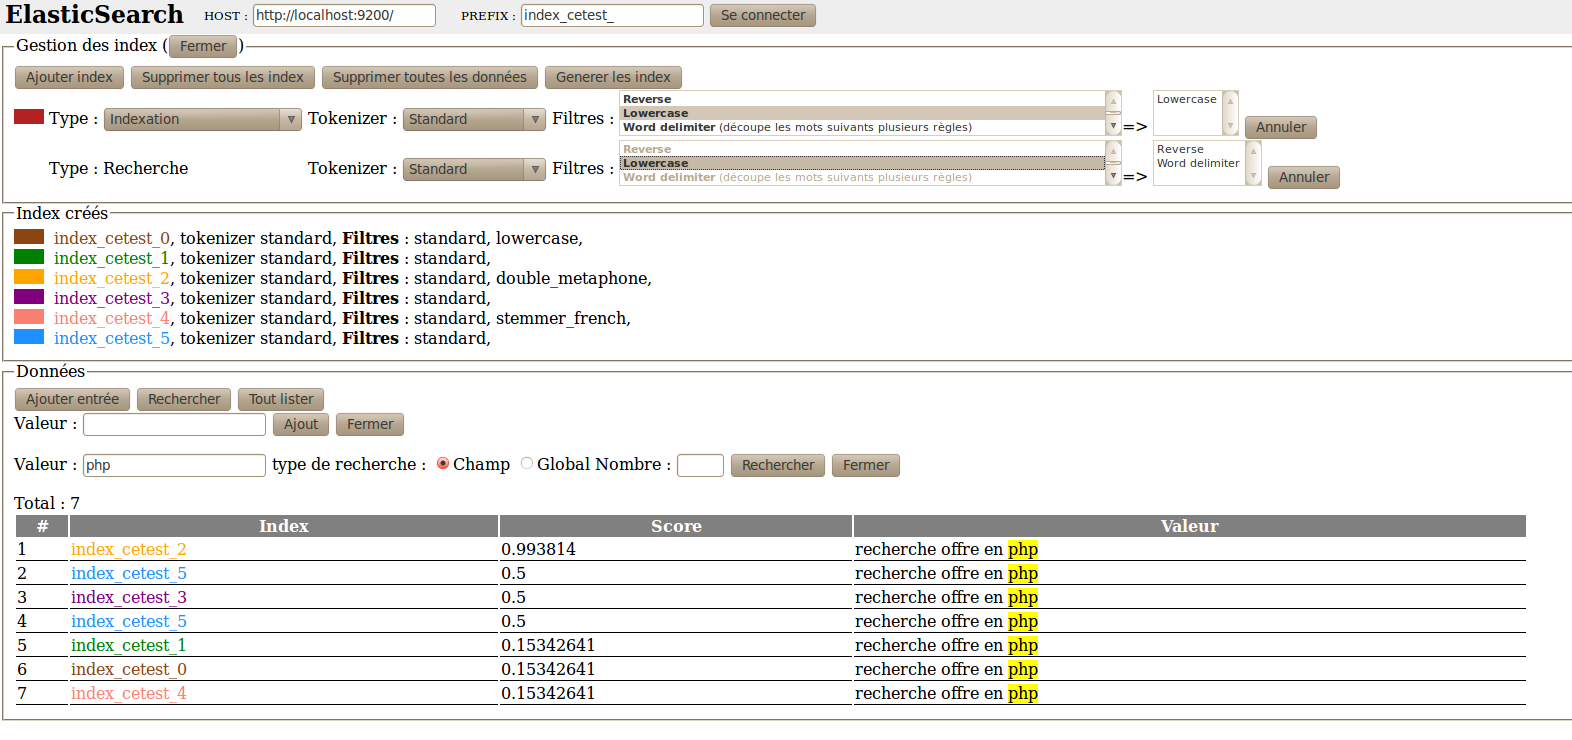 ElasticSearch HOST : http://localhost:9200/ PREFIX : index_cetest_ Se connecter
Gestion des index ( Fermer )
Ajouter index Supprimer tous les index Supprimer toutes les données Generer les index
Type : Indexation Tokenizer : Standard Filtres : Reverse
Lowercase
Word delimiter (découpe les mots suivants plusieurs règles)
=> Lowercase Annuler
Type : Recherche Tokenizer : Standard Filtres : Reverse
Lowercase
Word delimiter (découpe les mots suivants plusieurs règles)
=> Reverse
Word delimiter
Annuler
Index créés
index_cetest_0, tokenizer standard, Filtres : standard, lowercase,
index_cetest_1, tokenizer standard, Filtres : standard,
index_cetest_2, tokenizer standard, Filtres : standard, double_metaphone,
index_cetest_3, tokenizer standard, Filtres : standard,
index_cetest_4, tokenizer standard, Filtres : standard, stemmer_french,
index_cetest_5, tokenizer standard, Filtres : standard,
Données
Ajouter entrée Rechercher Tout lister
Valeur : Ajout Fermer
Valeur : php type de recherche : Champ Global Nombre : Rechercher Fermer
Total : 7
# Index Score Valeur
1 index_cetest_2 0.993814 recherche offre en php
2 index_cetest_5 0.5 recherche offre en php
3 index_cetest_3 0.5 recherche offre en php
4 index_cetest_5 0.5 recherche offre en php
5 index_cetest_1 0.15342641 recherche offre en php
6 index_cetest_0 0.15342641 recherche offre en php
7 index_cetest_4 0.15342641 recherche offre en php